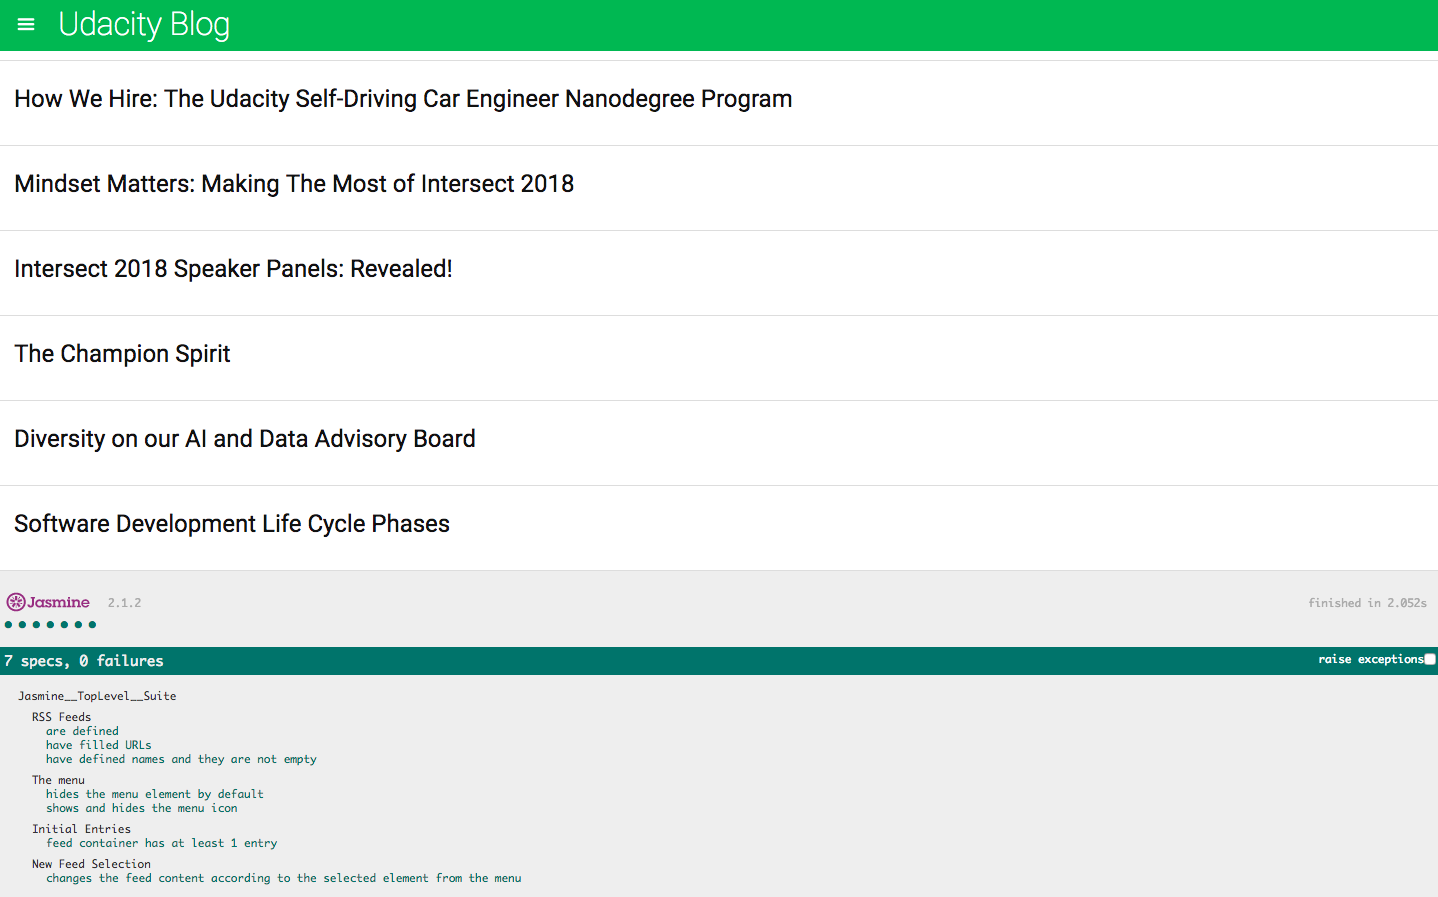 Udacity Blog
How We Hire: The Udacity Self-Driving Car Engineer Nanodegree Program
Mindset Matters: Making The Most of Intersect 2018
Intersect 2018 Speaker Panels: Revealed!
The Champion Spirit
Diversity on our AI and Data Advisory Board
Software Development Life Cycle Phases
Jasmine 2.1.2 finished in 2.052s
7 specs, 0 failures raise exceptions
Jasmine__TopLevel__Suite
RSS Feeds
are defined
have filled URLs
have defined names and they are not empty
The menu
hides the menu element by default
shows and hides the menu icon
Initial Entries
feed container has at least 1 entry
New Feed Selection
changes the feed content according to the selected element from the menu